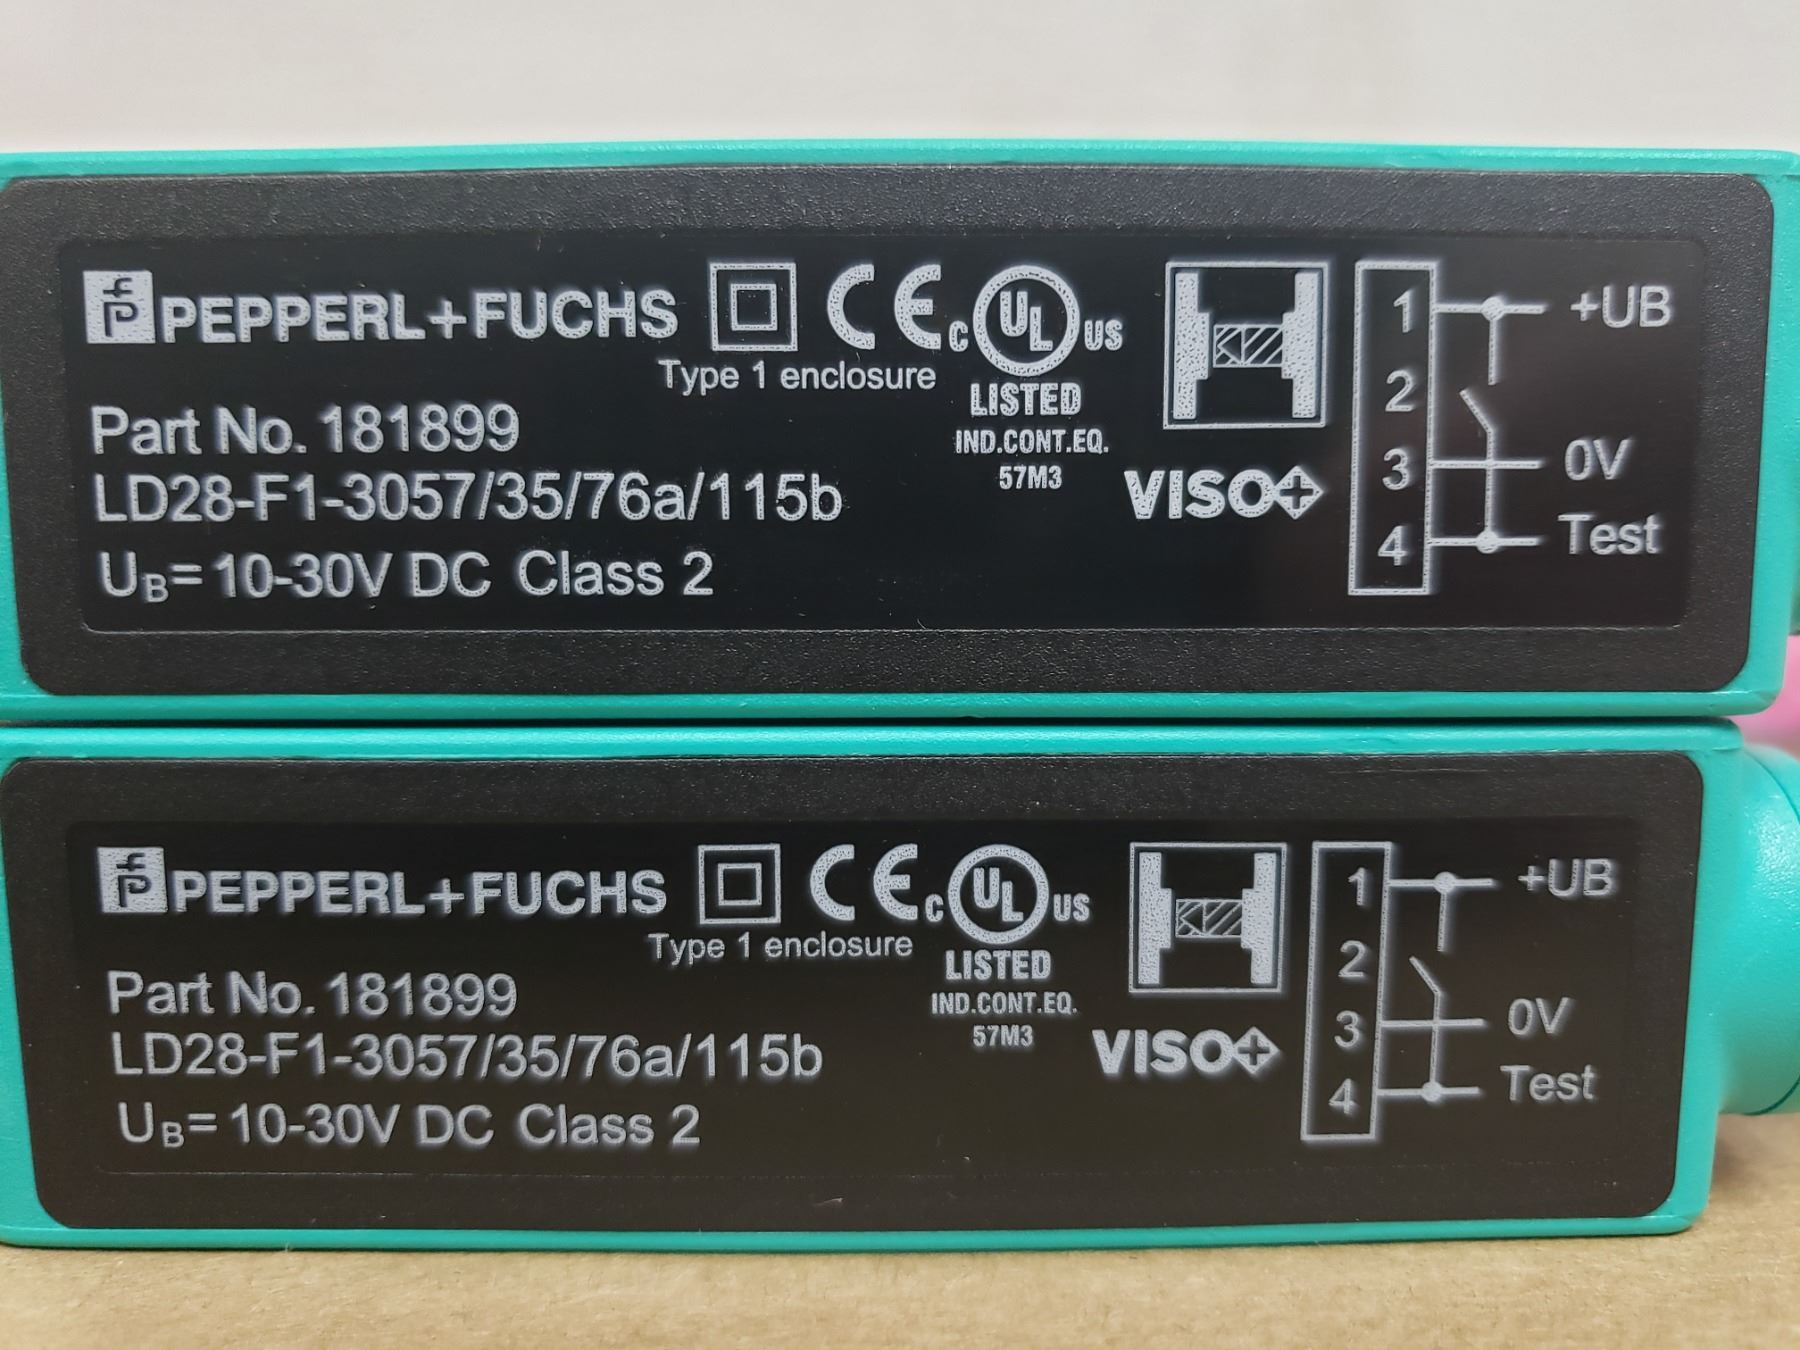 PEPPERL+FUCHS
CE
c UL US
Type 1 enclosure
LISTED
IND.CONT.EQ.
57M3
Part No. 181899
LD28-F1-3057/35/76a/115b
UB= 10-30V DC Class 2
VISO+
1 +UB
2
3 0V
4 Test
PEPPERL+FUCHS
CE
c UL US
Type 1 enclosure
LISTED
IND.CONT.EQ.
57M3
Part No. 181899
LD28-F1-3057/35/76a/115b
UB= 10-30V DC Class 2
VISO+
1 +UB
2
3 0V
4 Test